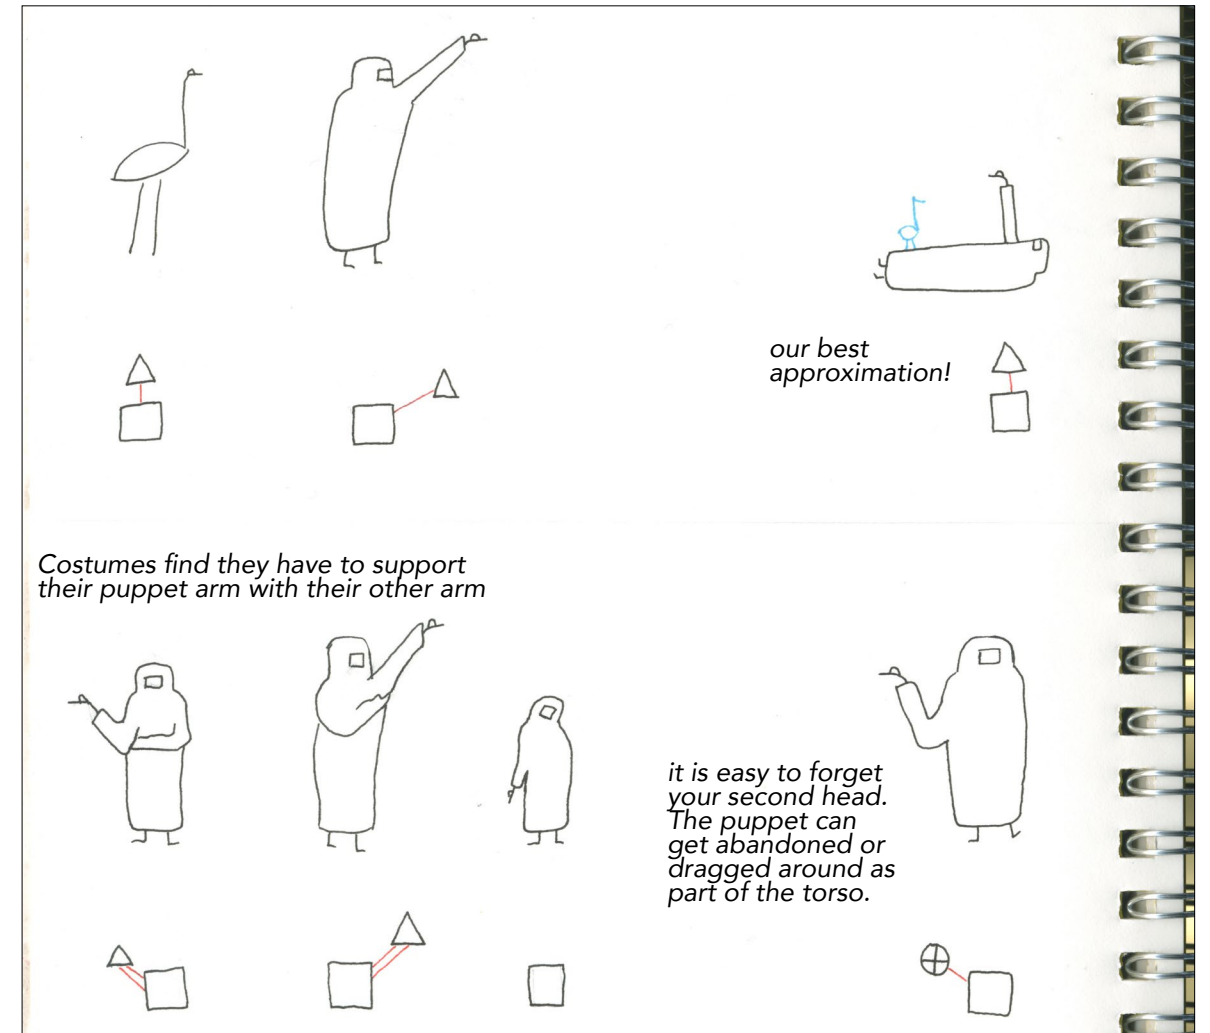 our best
approximation!
Costumes find they have to support
their puppet arm with their other arm
it is easy to forget
your second head.
The puppet can
get abandoned or
dragged around as
part of the torso.